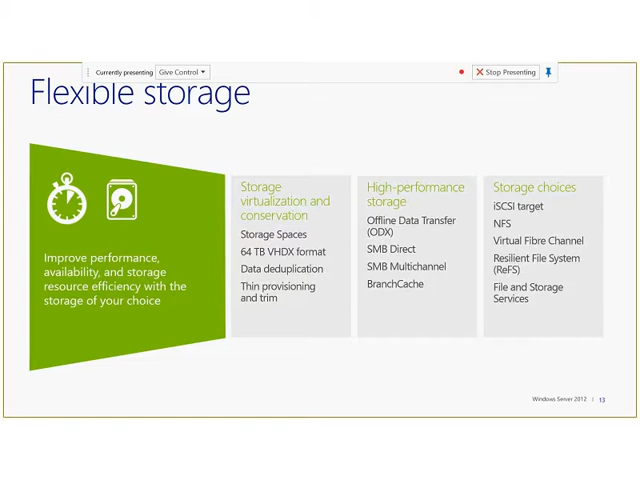 Currently presenting Give Control Stop Presenting
Flexible storage
Improve performance,
availability, and storage
resource efficiency with the
storage of your choice
Storage
virtualization and
conservation
Storage Spaces
64 TB VHDX format
Data deduplication
Thin provisioning
and trim
High-performance
storage
Offline Data Transfer
(ODX)
SMB Direct
SMB Multichannel
BranchCache
Storage choices
iSCSI target
NFS
Virtual Fibre Channel
Resilient File System
(ReFS)
File and Storage
Services
Windows Server 2012 | 13